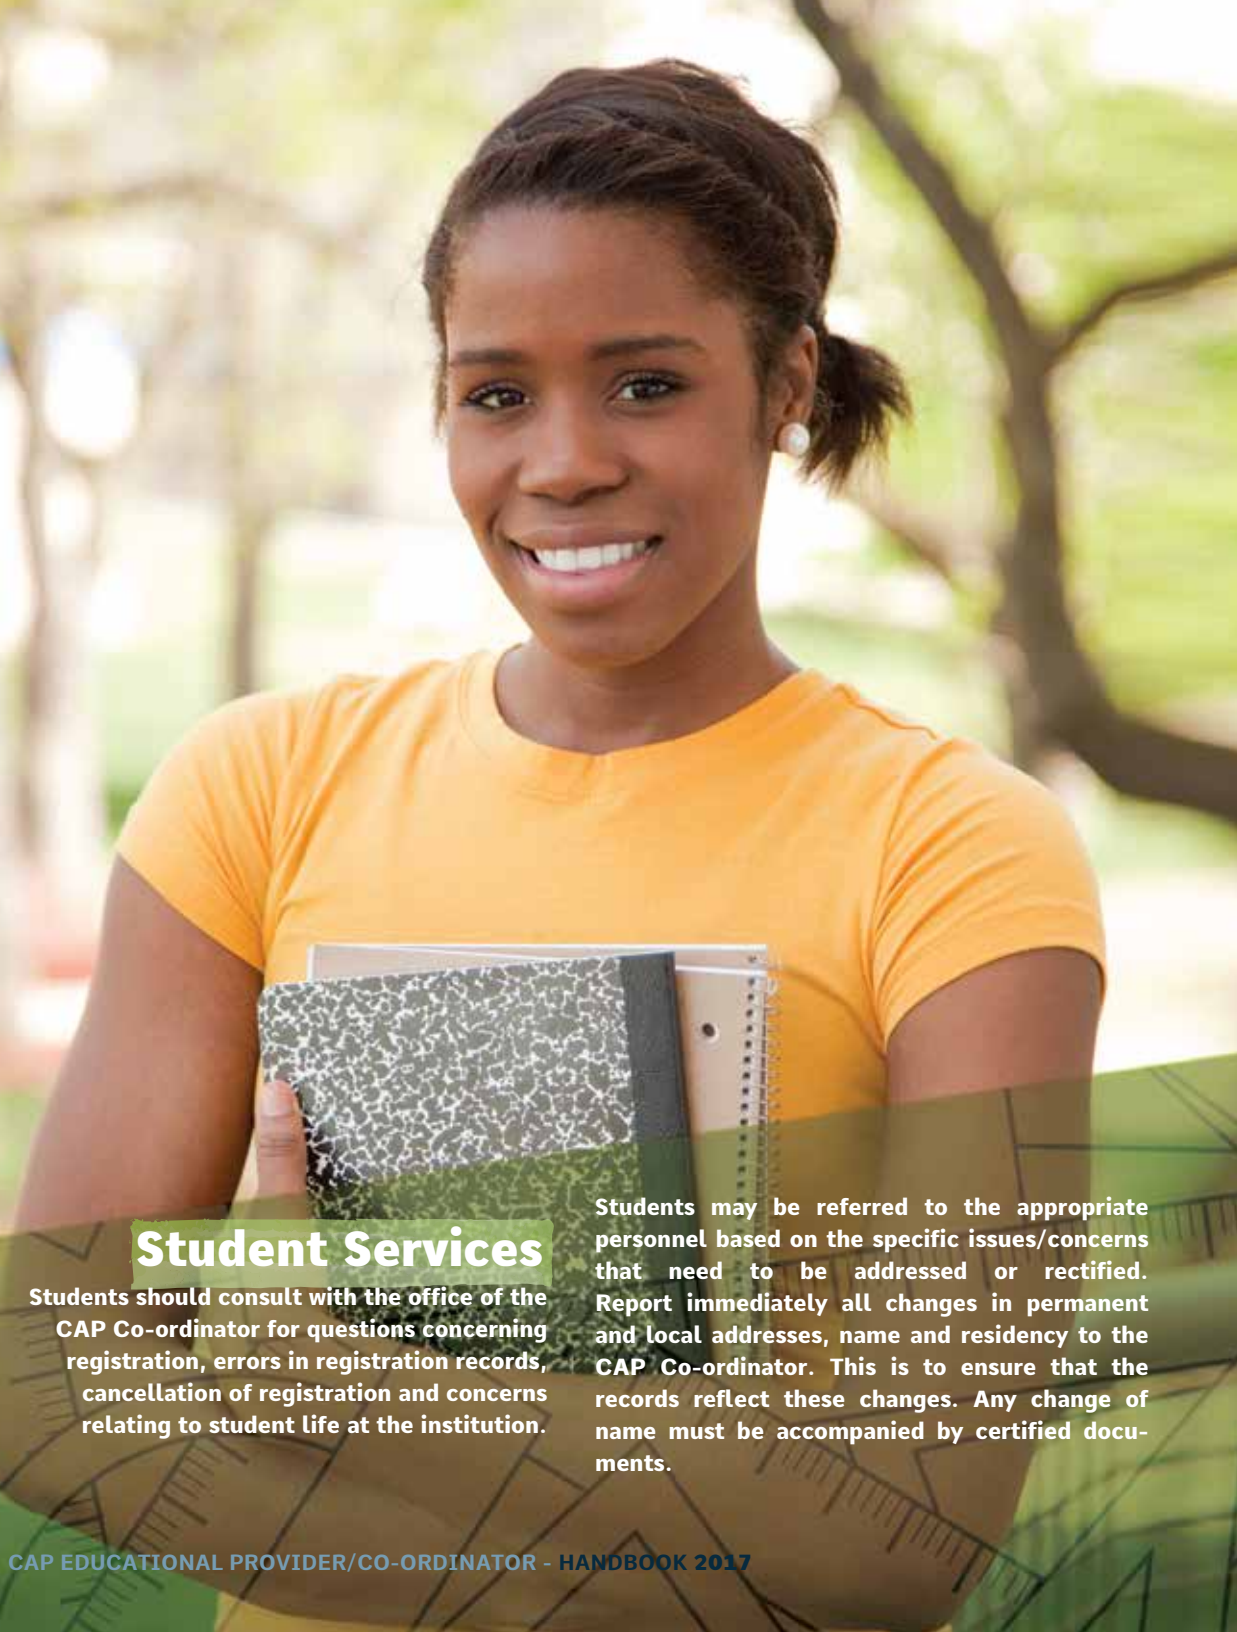 Student Services
Students should consult with the office of the
CAP Co-ordinator for questions concerning
registration, errors in registration records,
cancellation of registration and concerns
relating to student life at the institution.
Students may be referred to the appropriate
personnel based on the specific issues/concerns
that need to be addressed or rectified.
Report immediately all changes in permanent
and local addresses, name and residency to the
CAP Co-ordinator. This is to ensure that the
records reflect these changes. Any change of
name must be accompanied by certified docu-
ments.
CAP EDUCATIONAL PROVIDER/CO-ORDINATOR - HANDBOOK 2017